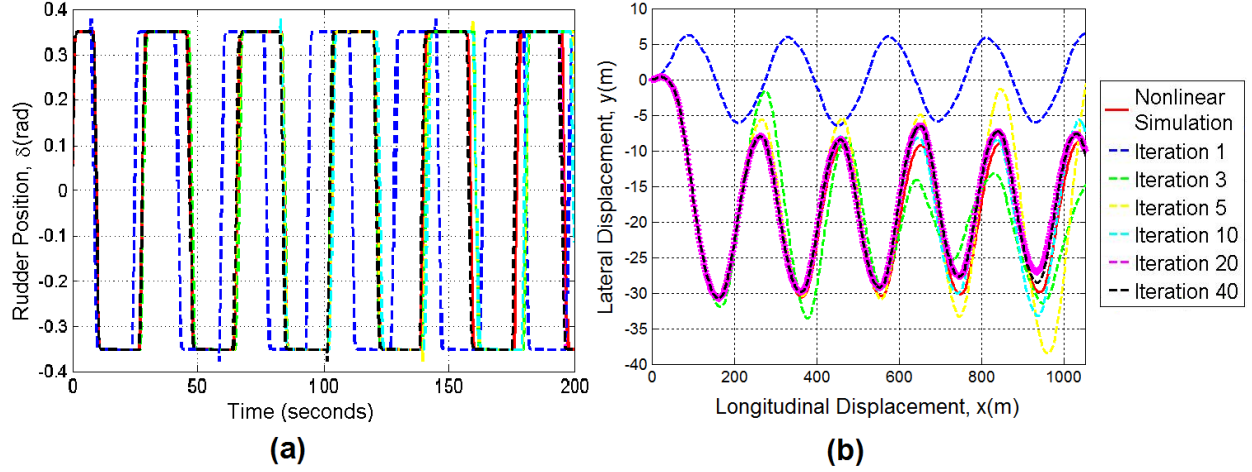 0.4
0.3
0.2
0.1
0
-0.1
-0.2
-0.3
-0.4
Rudder Position, δ(rad)
0
50
100
150
200
Time (seconds)
(a)
10
5
0
-5
-10
-15
-20
-25
-30
-35
-40
Lateral Displacement, y(m)
0
200
400
600
800
1000
Longitudinal Displacement, x(m)
(b)
Nonlinear
Simulation
Iteration 1
Iteration 3
Iteration 5
Iteration 10
Iteration 20
Iteration 40